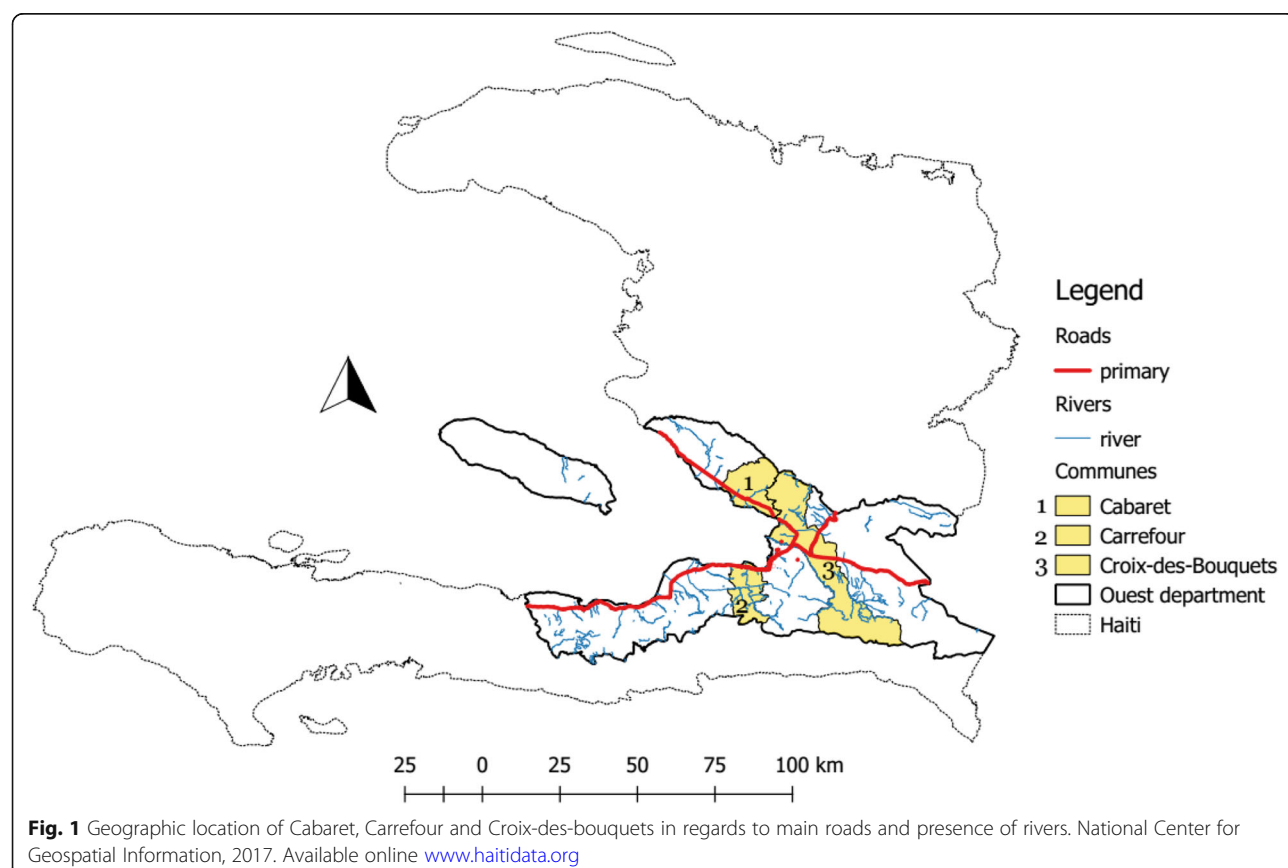 1
2
3
Legend
Roads
primary
Rivers
river
Communes
1 Cabaret
2 Carrefour
3 Croix-des-Bouquets
Ouest department
Haiti
25 0 25 50 75 100 km
Fig. 1 Geographic location of Cabaret, Carrefour and Croix-des-bouquets in regards to main roads and presence of rivers. National Center for
Geospatial Information, 2017. Available online www.haitidata.org